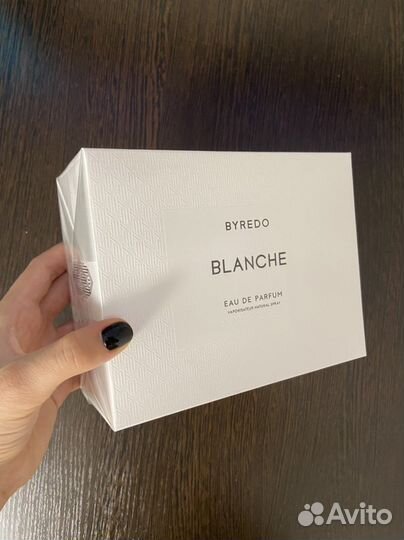 BYREDO
BLANCHE
EAU DE PARFUM
VAPORISATEUR NATURAL SPRAY
Avito